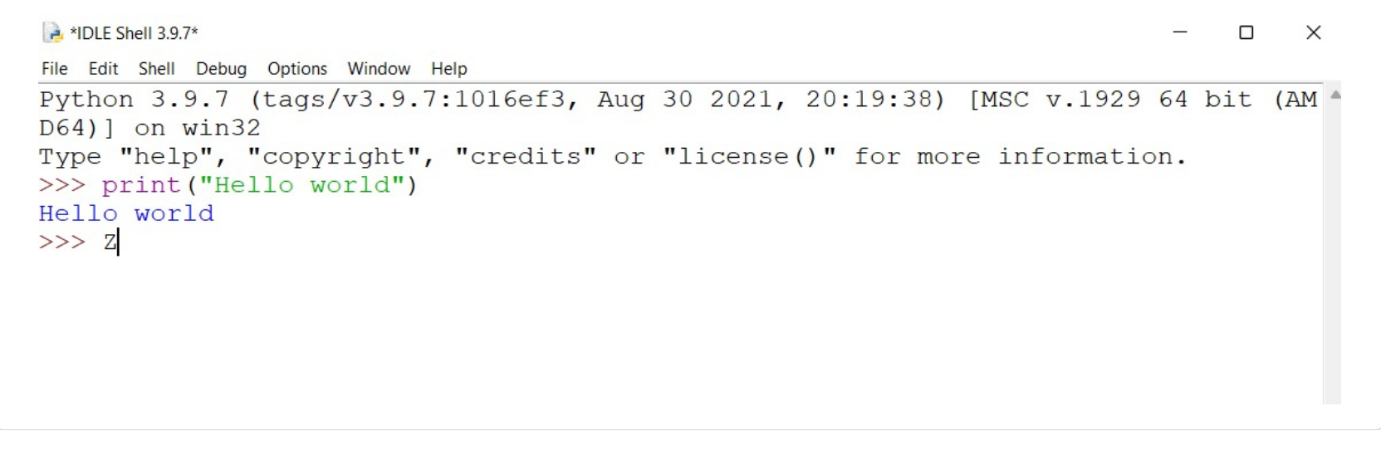 *IDLE Shell 3.9.7*
File Edit Shell Debug Options Window Help
Python 3.9.7 (tags/v3.9.7:1016ef3, Aug 30 2021, 20:19:38) [MSC v.1929 64 bit (AM
D64)] on win32
Type "help", "copyright", "credits" or "license()" for more information.
>>> print("Hello world")
Hello world
>>> Z